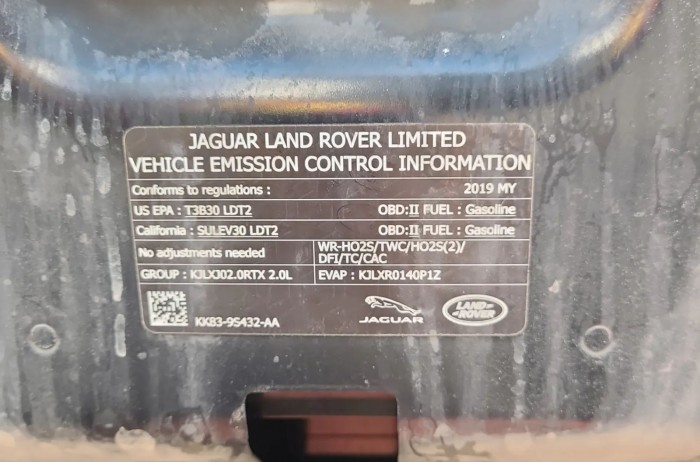 JAGUAR LAND ROVER LIMITED
VEHICLE EMISSION CONTROL INFORMATION
Conforms to regulations : 2019 MY
US EPA : T3B30 LDT2 OBD:II FUEL : Gasoline
California : SULEV30 LDT2 OBD:II FUEL : Gasoline
No adjustments needed WR-HO2S/TWC/HO2S(2)/
DFI/TC/CAC
GROUP : KJLXJ02.0RTX 2.0L EVAP : KJLXR0140P1Z
KK83-9S432-AA JAGUAR LAND ROVER